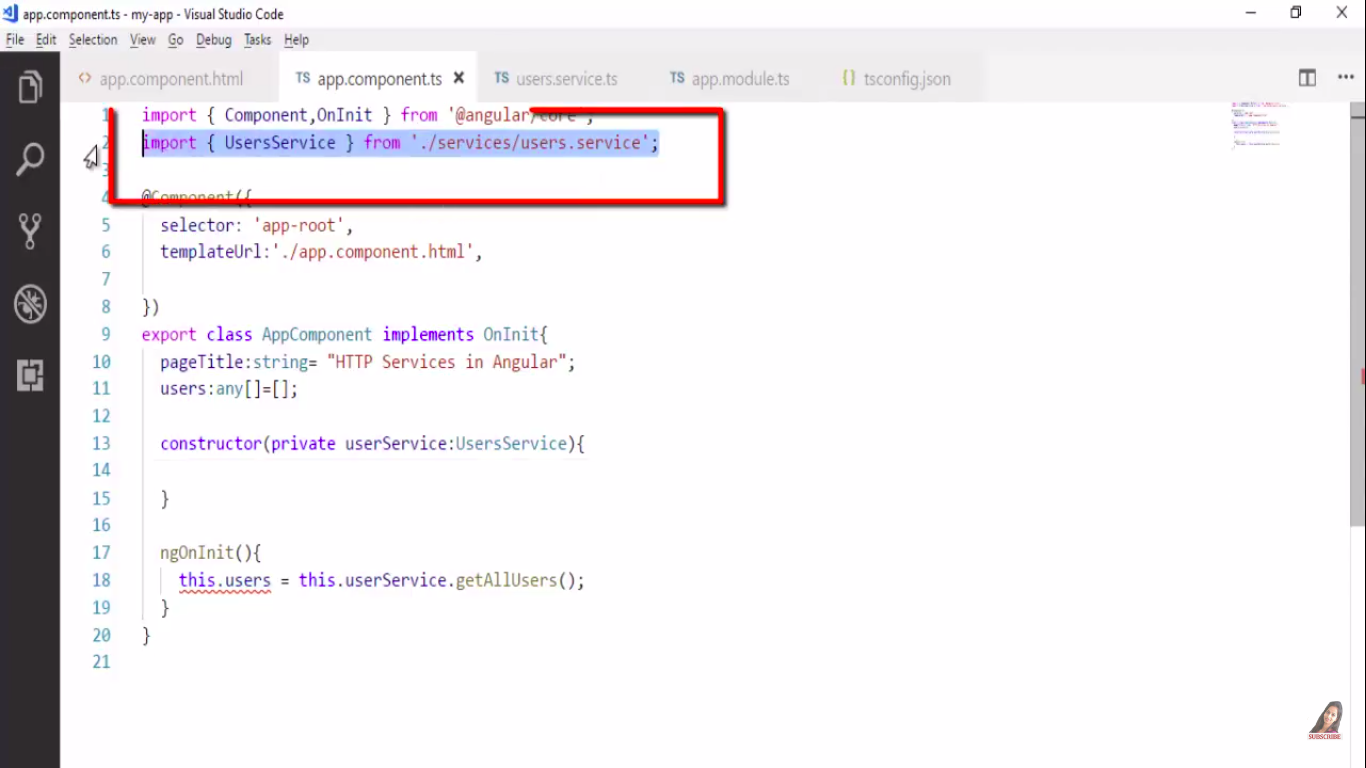 app.component.ts - my-app - Visual Studio Code
File Edit Selection View Go Debug Tasks Help
<> app.component.html TS app.component.ts × TS users.service.ts TS app.module.ts {} tsconfig.json
1 import { Component,OnInit } from '@angular/core';
2 import { UsersService } from './services/users.service';
3
4 @Component({
5 selector: 'app-root',
6 templateUrl:'./app.component.html',
7
8 })
9 export class AppComponent implements OnInit{
10 pageTitle:string= "HTTP Services in Angular";
11 users:any[]=[];
12
13 constructor(private userService:UsersService){
14
15 }
16
17 ngOnInit(){
18 this.users = this.userService.getAllUsers();
19 }
20 }
21
SUBSCRIBE